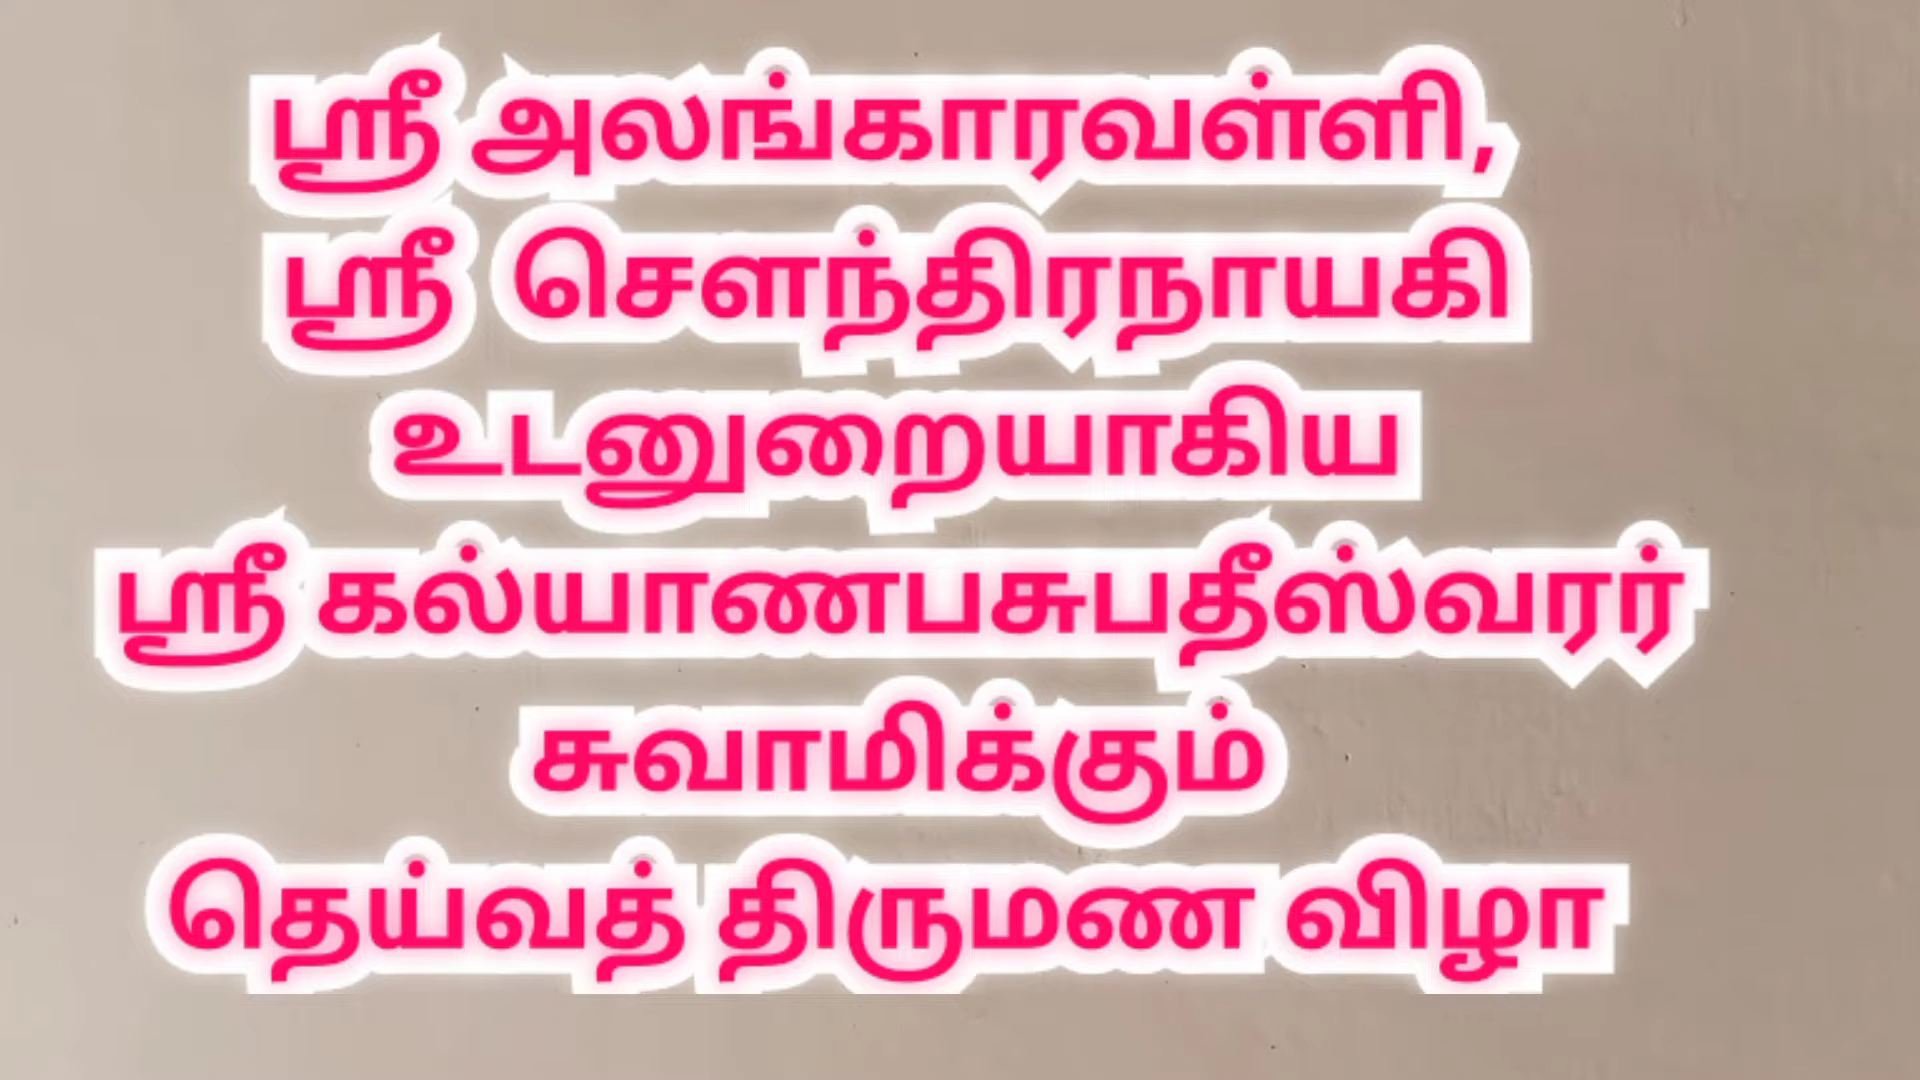 ஸ்ரீ அலங்காரவள்ளி,
ஸ்ரீ சௌந்திரநாயகி
உடனுறையாகிய
ஸ்ரீ கல்யாணபசுபதீஸ்வரர்
சுவாமிக்கும்
தெய்வத் திருமண விழா